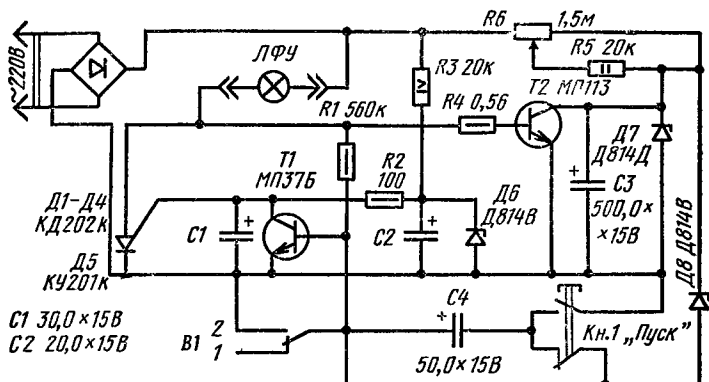 ~220В
ЛФУ
R6 1,5м
R5 20к
R3 20к
R1 560к
R4 0,56
Т2 МП113
Д7
Д814Д
Т1
МП37Б
R2
100
Д1-Д4
КД202к
Д6
Д814В
С3
500,0×
×15В
С1
С2
Д8 Д814В
Д5
КУ201к
С1 30,0×15В
С2 20,0×15В
В1 2
1
С4
50,0×15В
Кн.1 „Пуск”